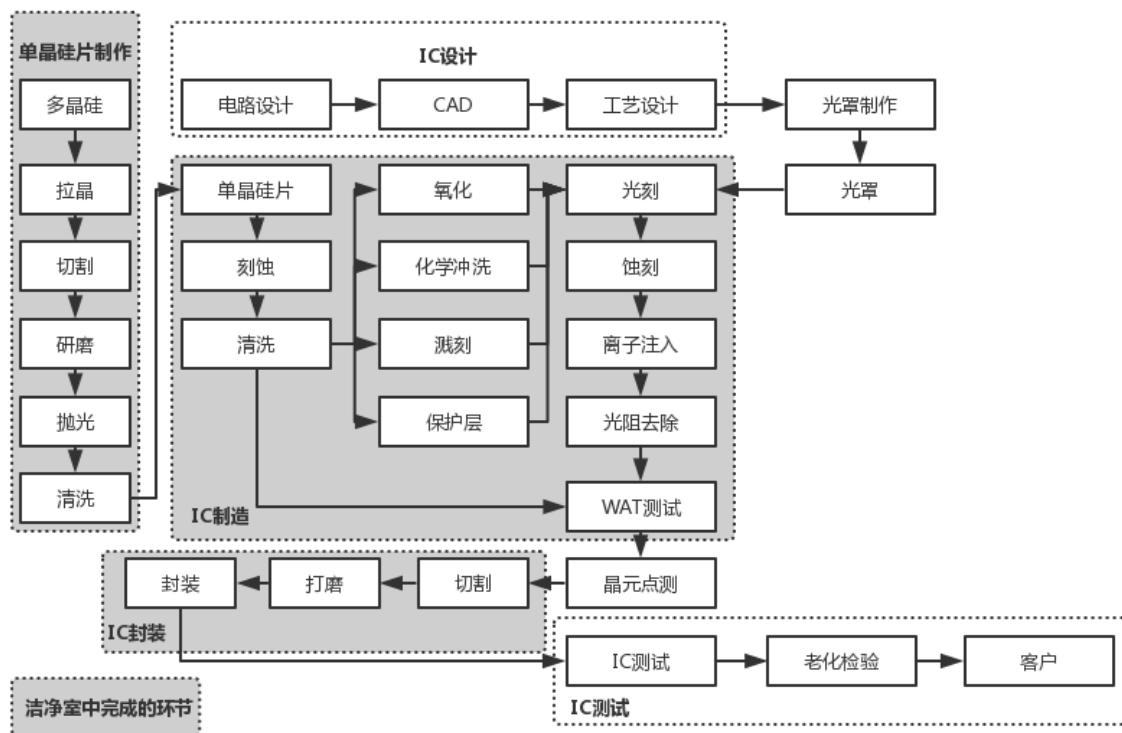 单晶硅片制作
多晶硅
拉晶
切割
研磨
抛光
清洗
IC设计
电路设计
CAD
工艺设计
光罩制作
光罩
单晶硅片
刻蚀
清洗
氧化
化学冲洗
溅刻
保护层
光刻
蚀刻
离子注入
光阻去除
WAT测试
IC制造
晶元点测
切割
打磨
封装
IC封装
IC测试
老化检验
客户
IC测试
洁净室中完成的环节